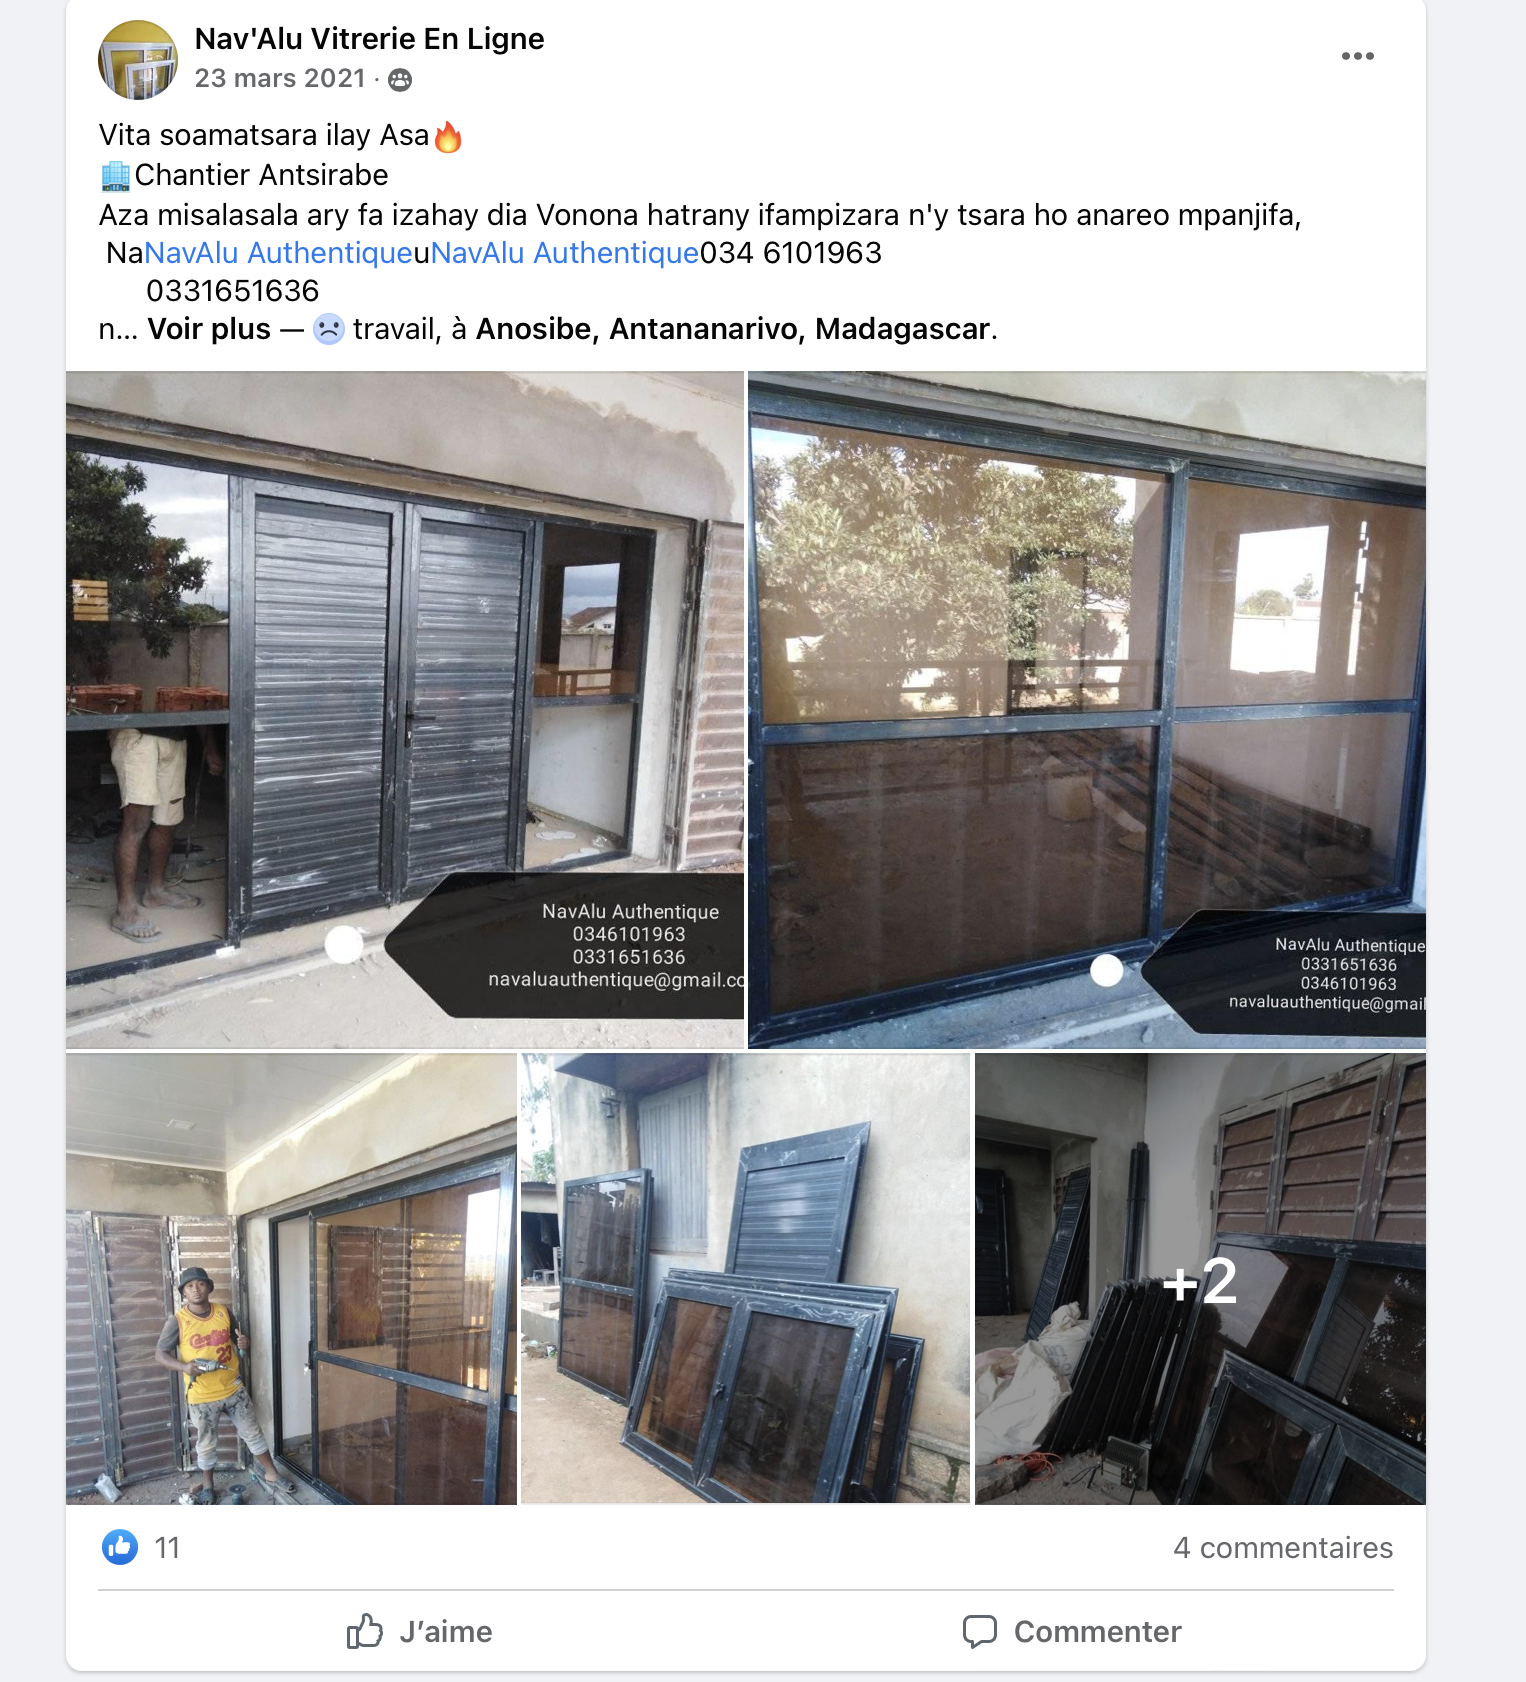 Nav'Alu Vitrerie En Ligne
23 mars 2021 ·
Vita soamatsara ilay Asa🔥
🏢Chantier Antsirabe
Aza misalasala ary fa izahay dia Vonona hatrany ifampizara n'y tsara ho anareo mpanjifa,
NaNavAlu AuthentiqueuNavAlu Authentique034 6101963
0331651636
n... Voir plus — ☹️ travail, à Anosibe, Antananarivo, Madagascar.
NavAlu Authentique
0346101963
0331651636
navaluauthentique@gmail.co
NavAlu Authentique
0331651636
0346101963
navaluauthentique@gmail
23
+2
11
4 commentaires
J'aime
Commenter